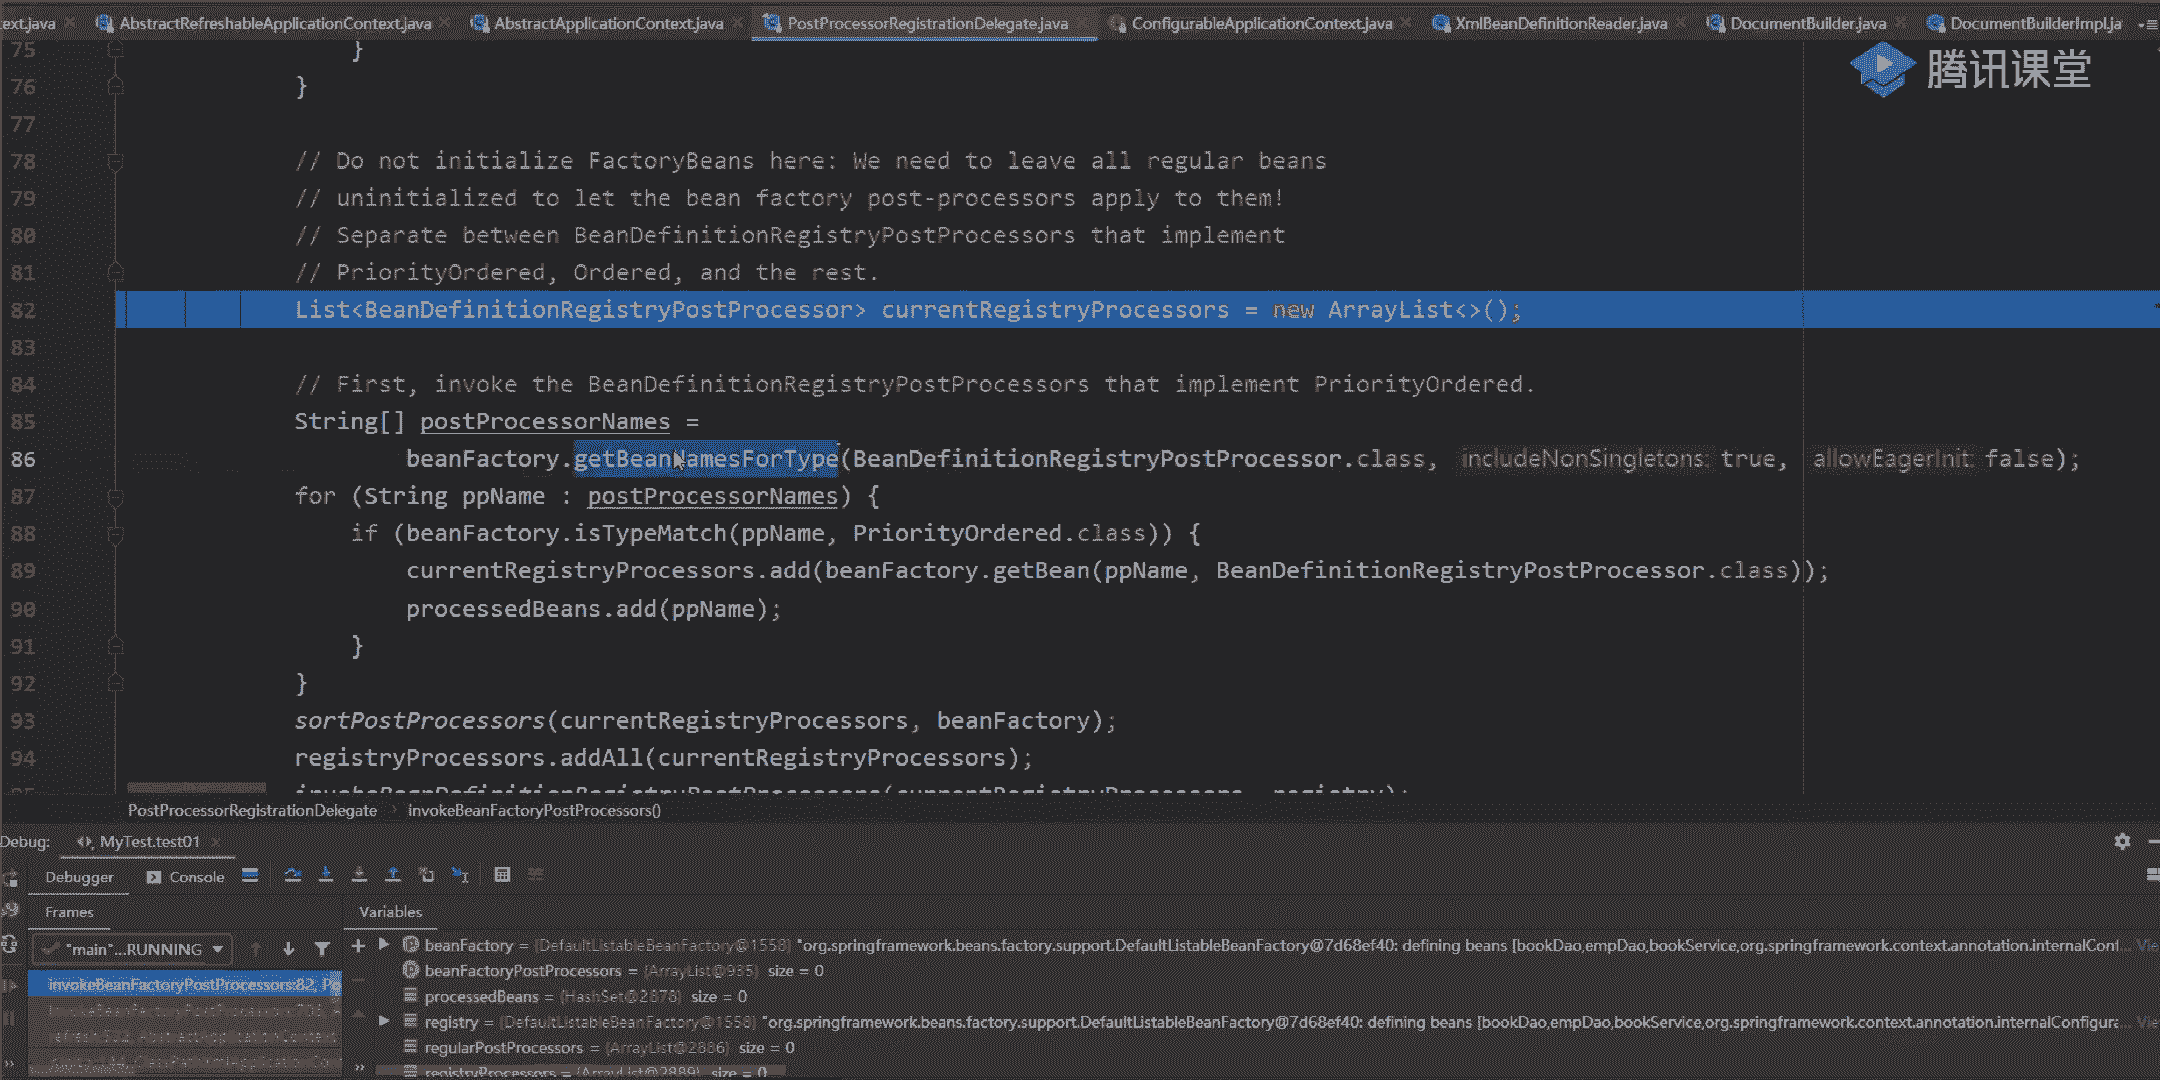 ext.java AbstractRefreshableApplicationContext.java AbstractApplicationContext.java PostProcessorRegistrationDelegate.java ConfigurableApplicationContext.java XmlBeanDefinitionReader.java DocumentBuilder.java DocumentBuilderImpl.ja
腾讯课堂
75 }
76 }
77
78 // Do not initialize FactoryBeans here: We need to leave all regular beans
79 // uninitialized to let the bean factory post-processors apply to them!
80 // Separate between BeanDefinitionRegistryPostProcessors that implement
81 // PriorityOrdered, Ordered, and the rest.
82 List<BeanDefinitionRegistryPostProcessor> currentRegistryProcessors = new ArrayList<>();
83
84 // First, invoke the BeanDefinitionRegistryPostProcessors that implement PriorityOrdered.
85 String[] postProcessorNames =
86 beanFactory.getBeanNamesForType(BeanDefinitionRegistryPostProcessor.class, includeNonSingletons: true, allowEagerInit: false);
87 for (String ppName : postProcessorNames) {
88 if (beanFactory.isTypeMatch(ppName, PriorityOrdered.class)) {
89 currentRegistryProcessors.add(beanFactory.getBean(ppName, BeanDefinitionRegistryPostProcessor.class));
90 processedBeans.add(ppName);
91 }
92 }
93 sortPostProcessors(currentRegistryProcessors, beanFactory);
94 registryProcessors.addAll(currentRegistryProcessors);
invokeBeanDefinitionRegistryPostProcessors(currentRegistryProcessors, registry);
PostProcessorRegistrationDelegate › invokeBeanFactoryPostProcessors()
Debug: MyTest.test01
Debugger Console
Frames Variables
"main"...RUNNING
beanFactory = {DefaultListableBeanFactory@1558} "org.springframework.beans.factory.support.DefaultListableBeanFactory@7d68ef40: defining beans [bookDao,empDao,bookService,org.springframework.context.annotation.internalConf... Vie
beanFactoryPostProcessors = {ArrayList@935} size = 0
invokeBeanFactoryPostProcessors:82, Po
processedBeans = {HashSet@2878} size = 0
registry = {DefaultListableBeanFactory@1558} "org.springframework.beans.factory.support.DefaultListableBeanFactory@7d68ef40: defining beans [bookDao,empDao,bookService,org.springframework.context.annotation.internalConfigura... Vie
regularPostProcessors = {ArrayList@2886} size = 0
registryProcessors = {ArrayList@2889} size = 0